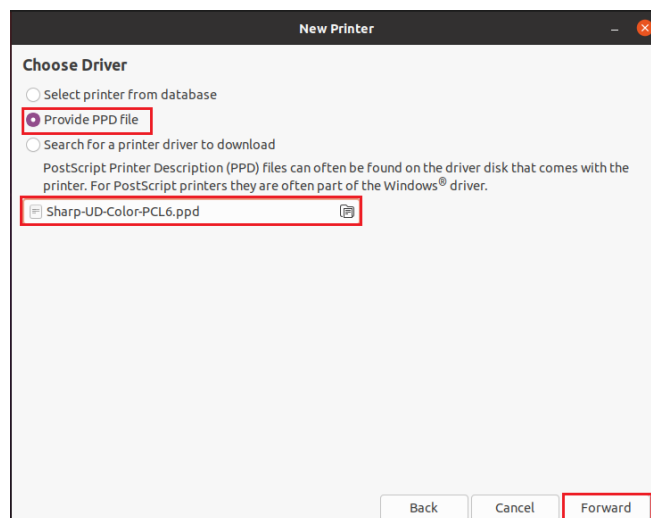 New Printer
Choose Driver
Select printer from database
Provide PPD file
Search for a printer driver to download
PostScript Printer Description (PPD) files can often be found on the driver disk that comes with the
printer. For PostScript printers they are often part of the Windows® driver.
Sharp-UD-Color-PCL6.ppd
Back Cancel Forward